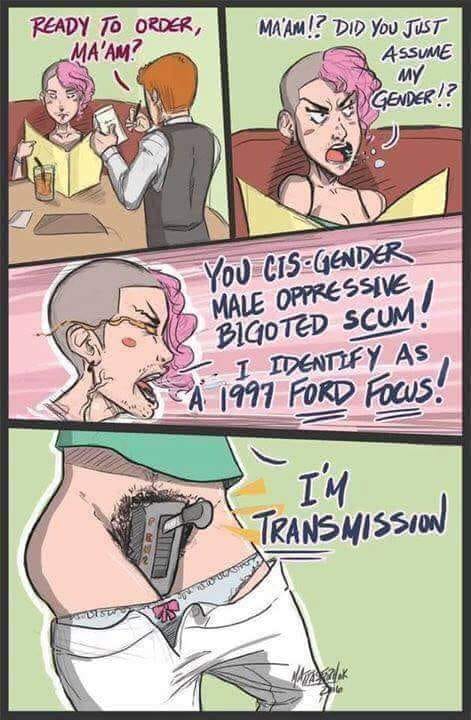 READY TO ORDER,
MA'AM?
MA'AM!? DID YOU JUST
ASSUME
MY
GENDER!?
YOU CIS-GENDER
MALE OPPRESSIVE
BIGOTED SCUM!
I IDENTIFY AS
A 1997 FORD FOCUS!
I'M
TRANSMISSION
2016